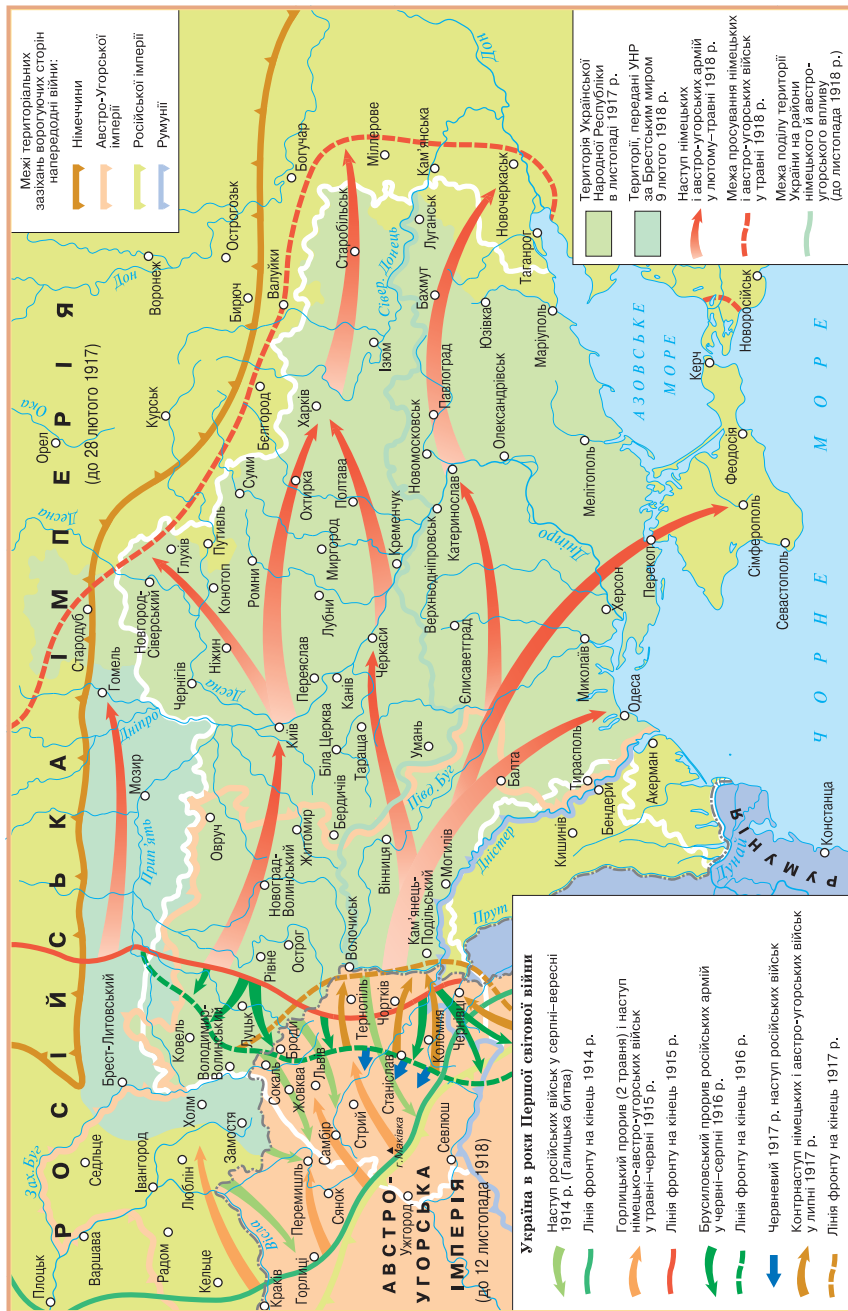 Межі територіальних
зазіхань ворогуючих сторін
напередодні війни:
Німеччини
Австро-Угорської
імперії
Російської імперії
Румунії
РОСІЙСЬКА ІМПЕРІЯ
(до 28 лютого 1917)
Орел
Ока
Курськ
Воронеж
Дон
Острогозьк
Бирюч
Богучар
Валуйки
Дон
Десна
Стародуб
Гомель
Новгород-
Сіверський
Глухів
Путивль
Конотоп
Суми
Бєлгород
Ромни
Охтирка
Харків
Старобільськ
Міллерове
Кам'янська
Луганськ
Сівер. Донець
Ізюм
Бахмут
Новочеркаськ
Таганрог
Юзівка
Маріуполь
Павлоград
Новомосковськ
Олександрівськ
Катеринослав
Верхньодніпровськ
Кременчук
Полтава
Миргород
Лубни
Переяслав
Ніжин
Чернігів
Десна
Дніпро
Мозир
Прип'ять
Овруч
Київ
Канів
Черкаси
Біла Церква
Тараща
Бердичів
Житомир
Новоград-
Волинський
Умань
Єлисаветград
Півд. Буг
Вінниця
Балта
Могилів
Кам'янець-
Подільський
Волочиськ
Острог
Рівне
Луцьк
Ковель
Володимир-
Волинський
Брест-Литовський
Зах. Буг
Седльце
Варшава
Плоцьк
Івангород
Радом
Люблін
Холм
Замостя
Кельце
Краків
Вісла
Горлиці
Перемишль
Сянок
Самбір
Стрий
г. Маківка
Сокаль
Жовква
Львів
Броди
Тернопіль
Чортків
Станіслав
Коломия
Чернівці
Севлюш
Ужгород
АВСТРО-
УГОРСЬКА
ІМПЕРІЯ
(до 12 листопада 1918)
Прут
Дністер
Кишинів
Бендери
Тирасполь
Акерман
Одеса
Миколаїв
Херсон
Дніпро
Мелітополь
Перекоп
Сімферополь
Севастополь
Феодосія
Керч
Новоросійськ
АЗОВСЬКЕ
МОРЕ
ЧОРНЕ МОРЕ
Дунай
РУМУНІЯ
Констанца
Україна в роки Першої світової війни
Наступ російських військ у серпні–вересні
1914 р. (Галицька битва)
Лінія фронту на кінець 1914 р.
Горлицький прорив (2 травня) і наступ
німецько-австро-угорських військ
у травні–червні 1915 р.
Лінія фронту на кінець 1915 р.
Брусиловський прорив російських армій
у червні–серпні 1916 р.
Лінія фронту на кінець 1916 р.
Червневий 1917 р. наступ російських військ
Контрнаступ німецьких і австро-угорських військ
у липні 1917 р.
Лінія фронту на кінець 1917 р.
Територія Української
Народної Республіки
в листопаді 1917 р.
Території, передані УНР
за Брестським миром
9 лютого 1918 р.
Наступ німецьких
і австро-угорських армій
у лютому–травні 1918 р.
Межа просування німецьких
і австро-угорських військ
у травні 1918 р.
Межа поділу території
України на райони
німецького й австро-
угорського впливу
(до листопада 1918 р.)